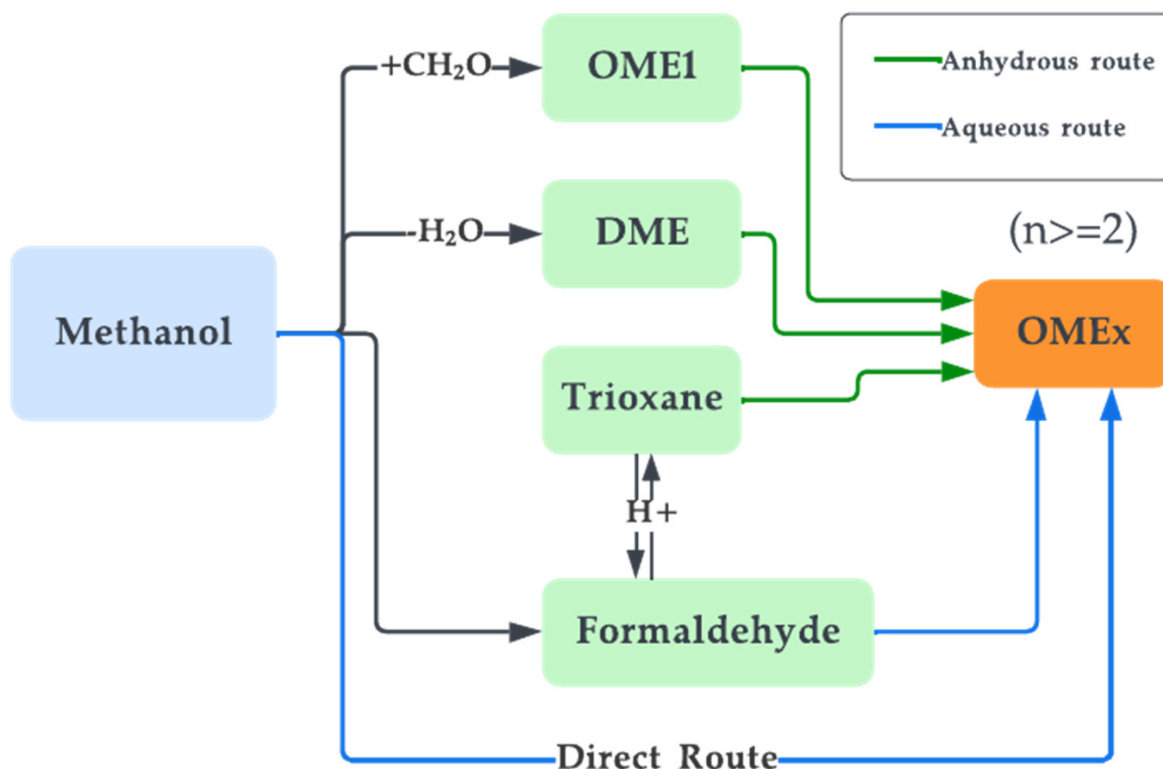 +CH₂O
OME1
Anhydrous route
Aqueous route
-H₂O
DME
(n>=2)
Methanol
OMEx
Trioxane
H+
Formaldehyde
Direct Route